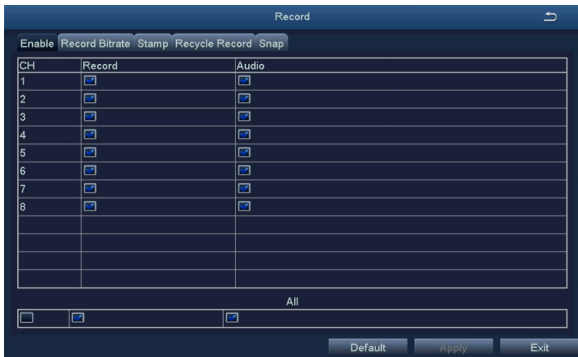 Record
Enable Record Bitrate Stamp Recycle Record Snap
CH Record Audio
1
2
3
4
5
6
7
8
All
Default Apply Exit